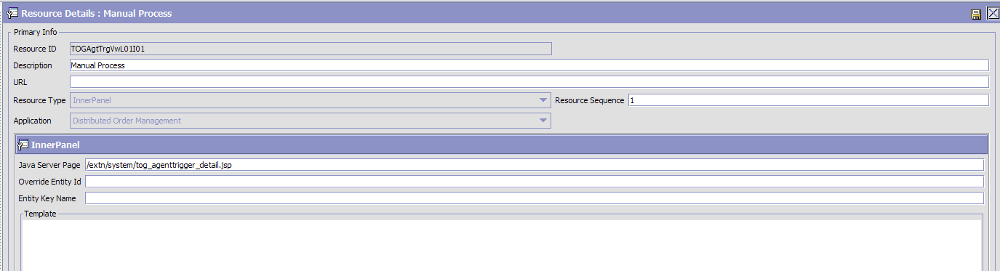 Resource Details : Manual Process
Primary Info
Resource ID TOGAgtTrgVwL01I01
Description Manual Process
URL
Resource Type InnerPanel Resource Sequence 1
Application Distributed Order Management
InnerPanel
Java Server Page /extn/system/tog_agenttrigger_detail.jsp
Override Entity Id
Entity Key Name
Template